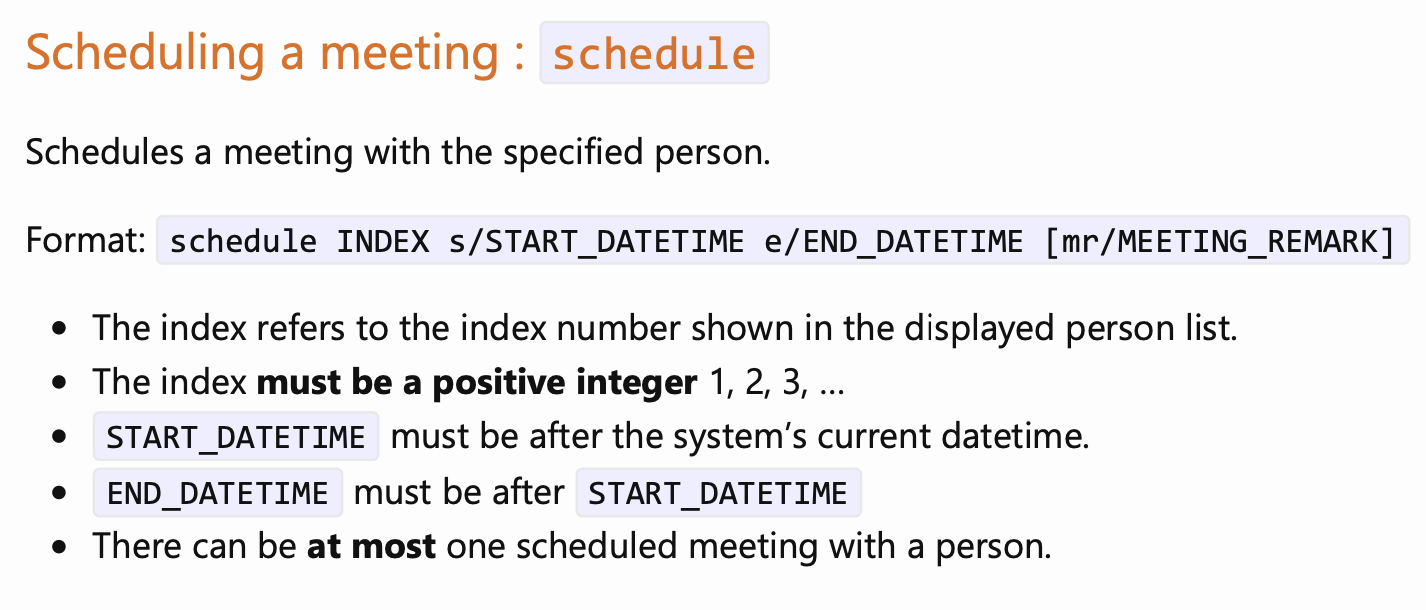 Scheduling a meeting : schedule
Schedules a meeting with the specified person.
Format: schedule INDEX s/START_DATETIME e/END_DATETIME [mr/MEETING_REMARK]
• The index refers to the index number shown in the displayed person list.
• The index must be a positive integer 1, 2, 3, …
• START_DATETIME must be after the system’s current datetime.
• END_DATETIME must be after START_DATETIME
• There can be at most one scheduled meeting with a person.